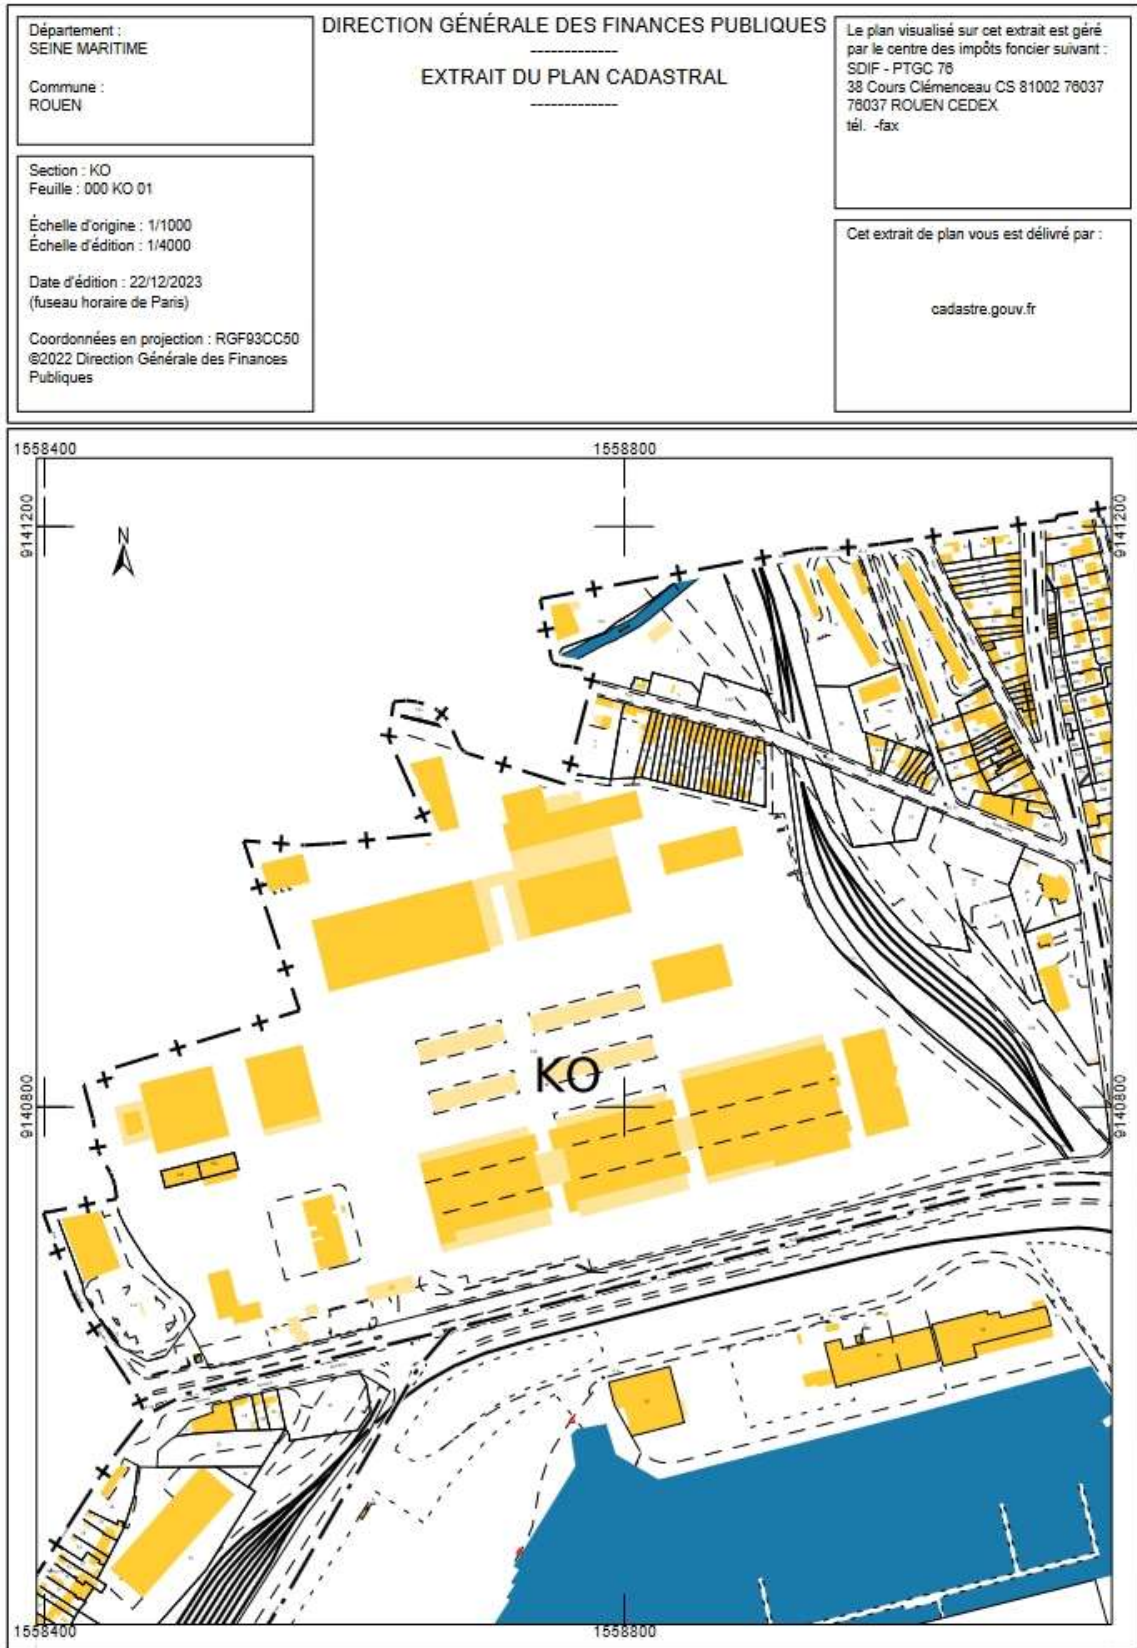 Département :
SEINE MARITIME
Commune :
ROUEN
Section : KO
Feuille : 000 KO 01
Échelle d'origine : 1/1000
Échelle d'édition : 1/4000
Date d'édition : 22/12/2023
(fuseau horaire de Paris)
Coordonnées en projection : RGF93CC50
©2022 Direction Générale des Finances
Publiques
DIRECTION GÉNÉRALE DES FINANCES PUBLIQUES
-------------
EXTRAIT DU PLAN CADASTRAL
-------------
Le plan visualisé sur cet extrait est géré
par le centre des impôts foncier suivant :
SDIF - PTGC 76
38 Cours Clémenceau CS 81002 76037
76037 ROUEN CEDEX
tél. -fax
Cet extrait de plan vous est délivré par :
cadastre.gouv.fr
1558400
1558800
9141200
9141200
N
KO
9140800
9140800
1558400
1558800